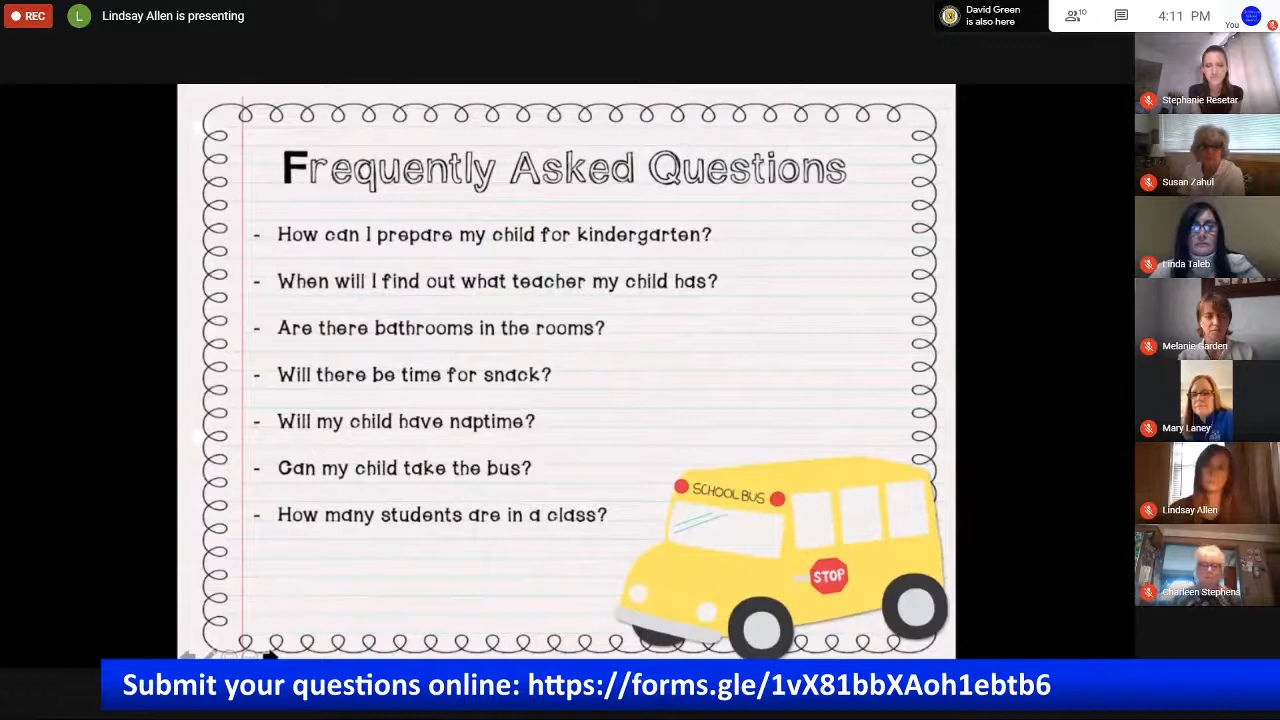 REC
L
Lindsay Allen is presenting
David Green
is also here
10
4:11 PM
You
Stephanie Resetar
Susan Zahul
Linda Taleb
Melanie Garden
Mary Laney
Lindsay Allen
Charleen Stephens
Frequently Asked Questions
- How can I prepare my child for kindergarten?
- When will I find out what teacher my child has?
- Are there bathrooms in the rooms?
- Will there be time for snack?
- Will my child have naptime?
- Can my child take the bus?
- How many students are in a class?
SCHOOL BUS
STOP
Submit your questions online: https://forms.gle/1vX81bbXAoh1ebtb6